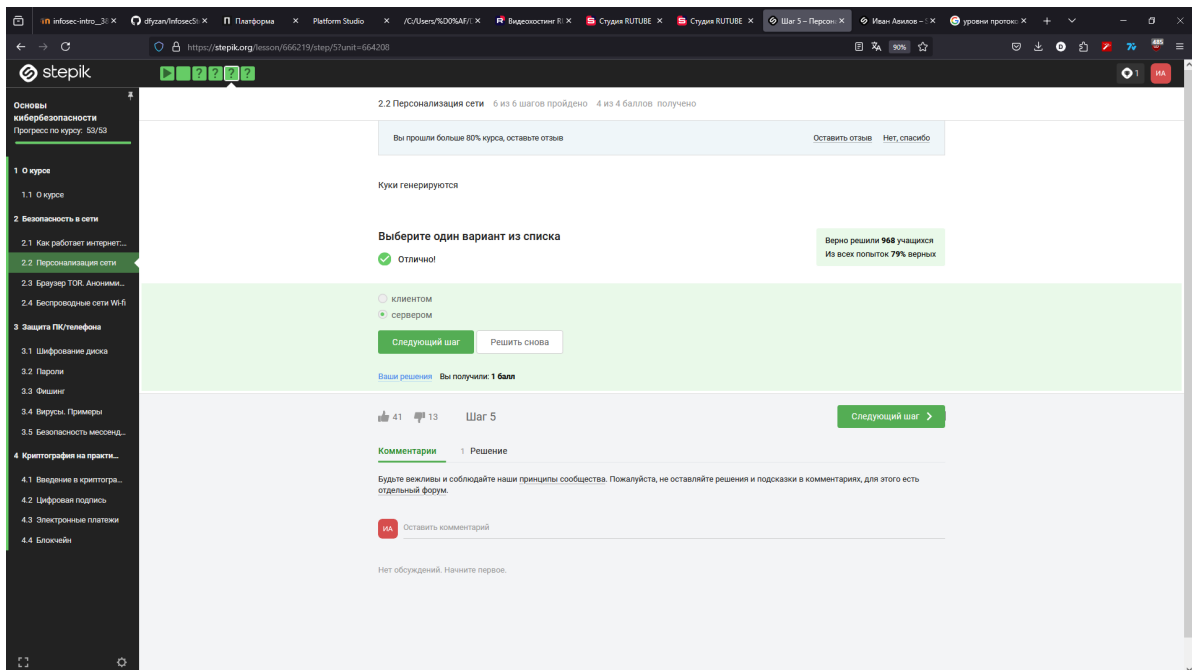 in infosec-intro__38
dfyzan/InfosecSt
Платформа
Platform Studio
/C:/Users/%D0%AF/D
Видеохостинг R
Студия RUTUBE
Студия RUTUBE
Шаг 5 – Персона
Иван Авилов – S
уровни протоко
https://stepik.org/lesson/666219/step/5?unit=664208
90%
485
stepik
1
ИА
Основы
кибербезопасности
Прогресс по курсу: 53/53
1 О курсе
1.1 О курсе
2 Безопасность в сети
2.1 Как работает интернет:...
2.2 Персонализация сети
2.3 Браузер TOR. Аноними...
2.4 Беспроводные сети Wi-fi
3 Защита ПК/телефона
3.1 Шифрование диска
3.2 Пароли
3.3 Фишинг
3.4 Вирусы. Примеры
3.5 Безопасность мессенд...
4 Криптография на практи...
4.1 Введение в криптогра...
4.2 Цифровая подпись
4.3 Электронные платежи
4.4 Блокчейн
2.2 Персонализация сети 6 из 6 шагов пройдено 4 из 4 баллов получено
Вы прошли больше 80% курса, оставьте отзыв
Оставить отзыв Нет, спасибо
Куки генерируются
Выберите один вариант из списка
Отлично!
Верно решили 968 учащихся
Из всех попыток 79% верных
клиентом
сервером
Следующий шаг
Решить снова
Ваши решения Вы получили: 1 балл
41 13 Шаг 5
Следующий шаг
Комментарии 1 Решение
Будьте вежливы и соблюдайте наши принципы сообщества. Пожалуйста, не оставляйте решения и подсказки в комментариях, для этого есть
отдельный форум.
ИА
Оставить комментарий
Нет обсуждений. Начните первое.